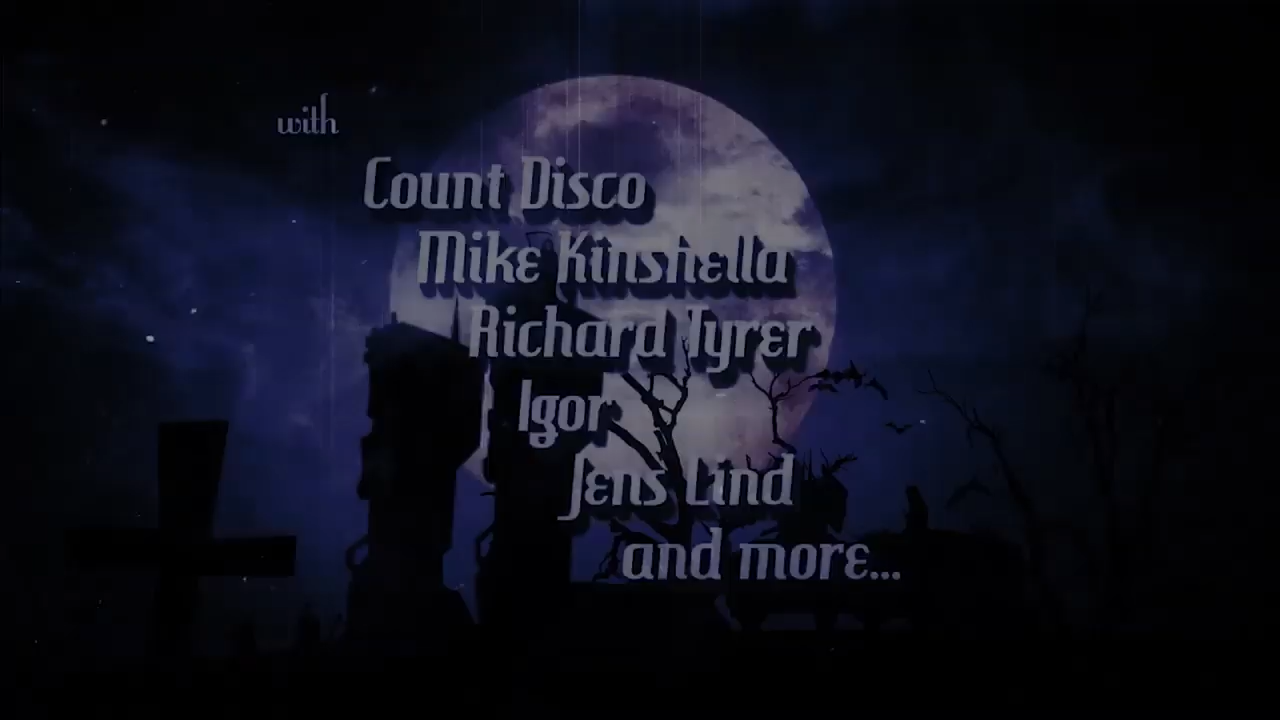 with
Count Disco
Mike Kinshella
Richard Tyrer
Igor
Jens Lind
and more...